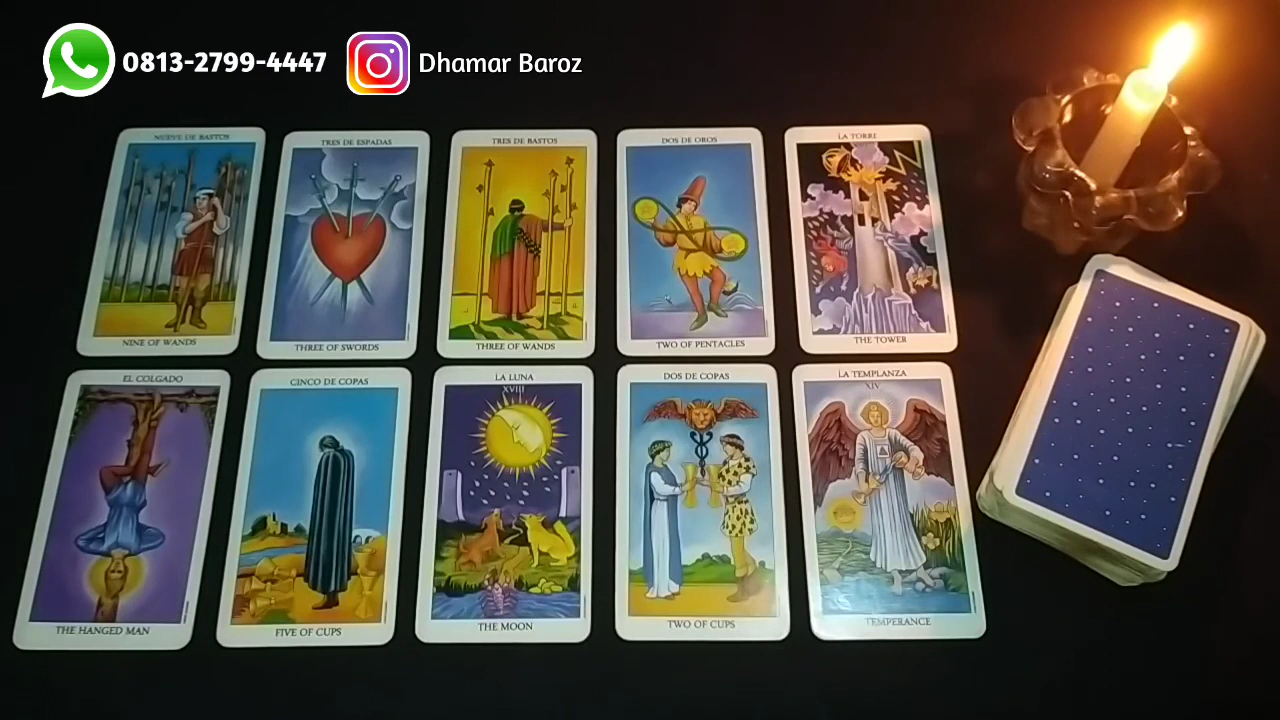 0813-2799-4447 Dhamar Baroz
NUEVE DE BASTOS
TRES DE ESPADAS
TRES DE BASTOS
DOS DE OROS
LA TORRE
NINE OF WANDS
THREE OF SWORDS
THREE OF WANDS
TWO OF PENTACLES
THE TOWER
EL COLGADO
CINCO DE COPAS
LA LUNA
XVIII
DOS DE COPAS
LA TEMPLANZA
XIV
THE HANGED MAN
FIVE OF CUPS
THE MOON
TWO OF CUPS
TEMPERANCE